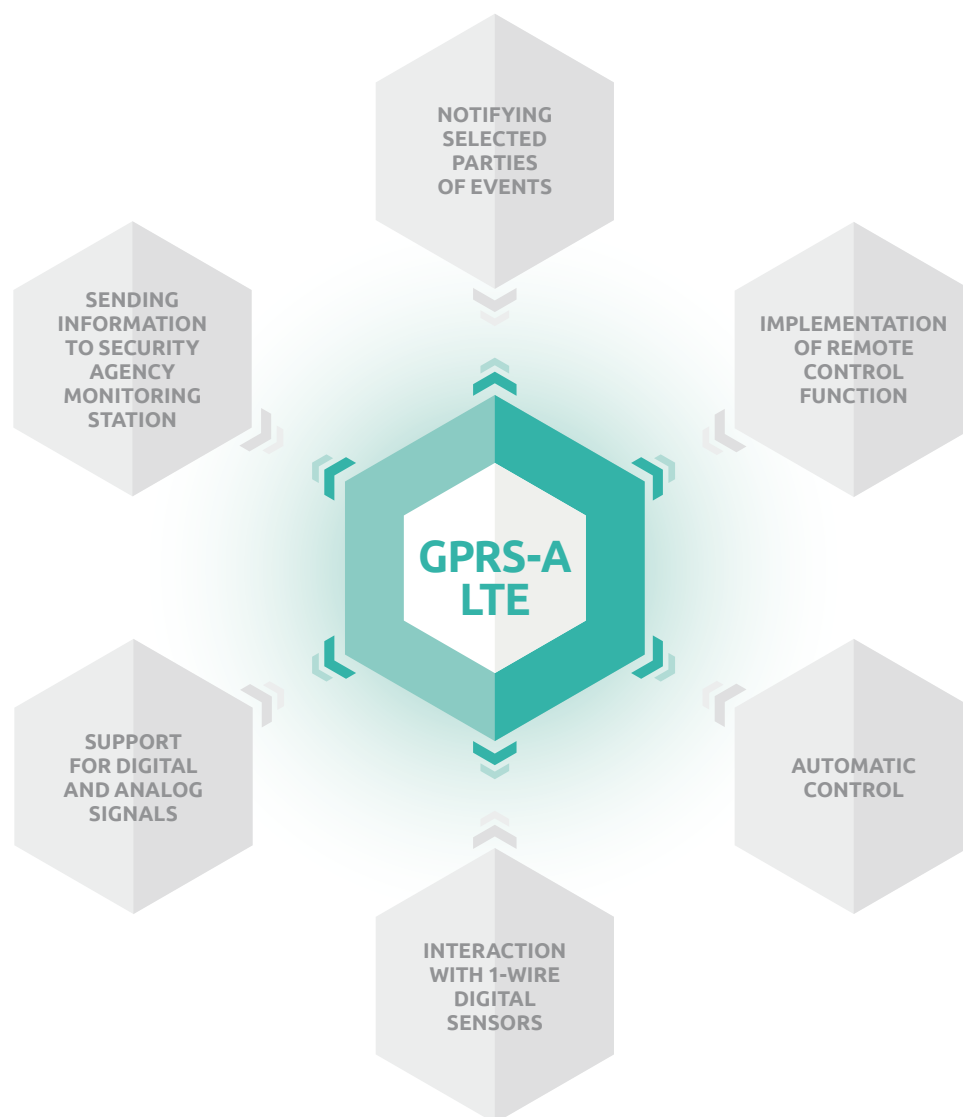 NOTIFYING
SELECTED
PARTIES
OF EVENTS
SENDING
INFORMATION
TO SECURITY
AGENCY
MONITORING
STATION
IMPLEMENTATION
OF REMOTE
CONTROL
FUNCTION
GPRS-A
LTE
SUPPORT
FOR DIGITAL
AND ANALOG
SIGNALS
AUTOMATIC
CONTROL
INTERACTION
WITH 1-WIRE
DIGITAL
SENSORS